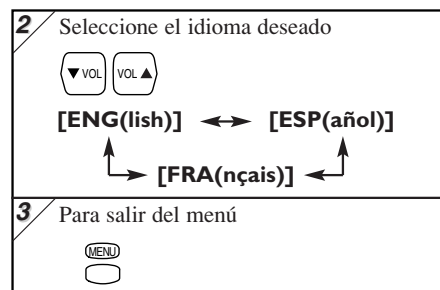 2 Seleccione el idioma deseado
▼ VOL VOL ▲
[ENG(lish)] ↔ [ESP(añol)]
[FRA(nçais)]
3 Para salir del menú
MENU